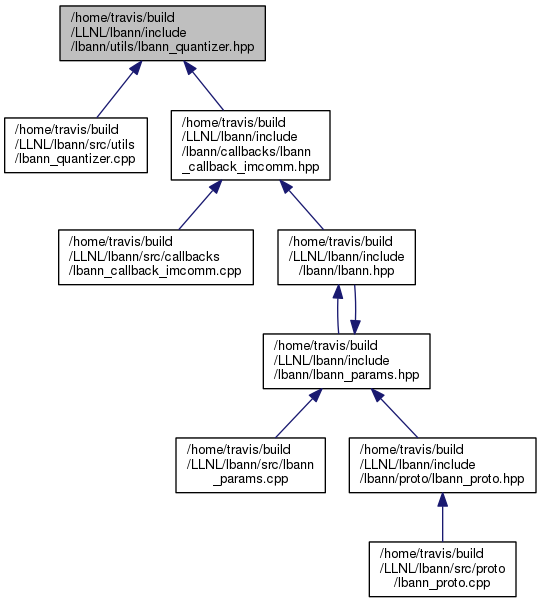 /home/travis/build
/LLNL/lbann/include
/lbann/utils/lbann_quantizer.hpp
/home/travis/build
/LLNL/lbann/src/utils
/lbann_quantizer.cpp
/home/travis/build
/LLNL/lbann/include
/lbann/callbacks/lbann
_callback_imcomm.hpp
/home/travis/build
/LLNL/lbann/src/callbacks
/lbann_callback_imcomm.cpp
/home/travis/build
/LLNL/lbann/include
/lbann/lbann.hpp
/home/travis/build
/LLNL/lbann/include
/lbann/lbann_params.hpp
/home/travis/build
/LLNL/lbann/src/lbann
_params.cpp
/home/travis/build
/LLNL/lbann/include
/lbann/proto/lbann_proto.hpp
/home/travis/build
/LLNL/lbann/src/proto
/lbann_proto.cpp